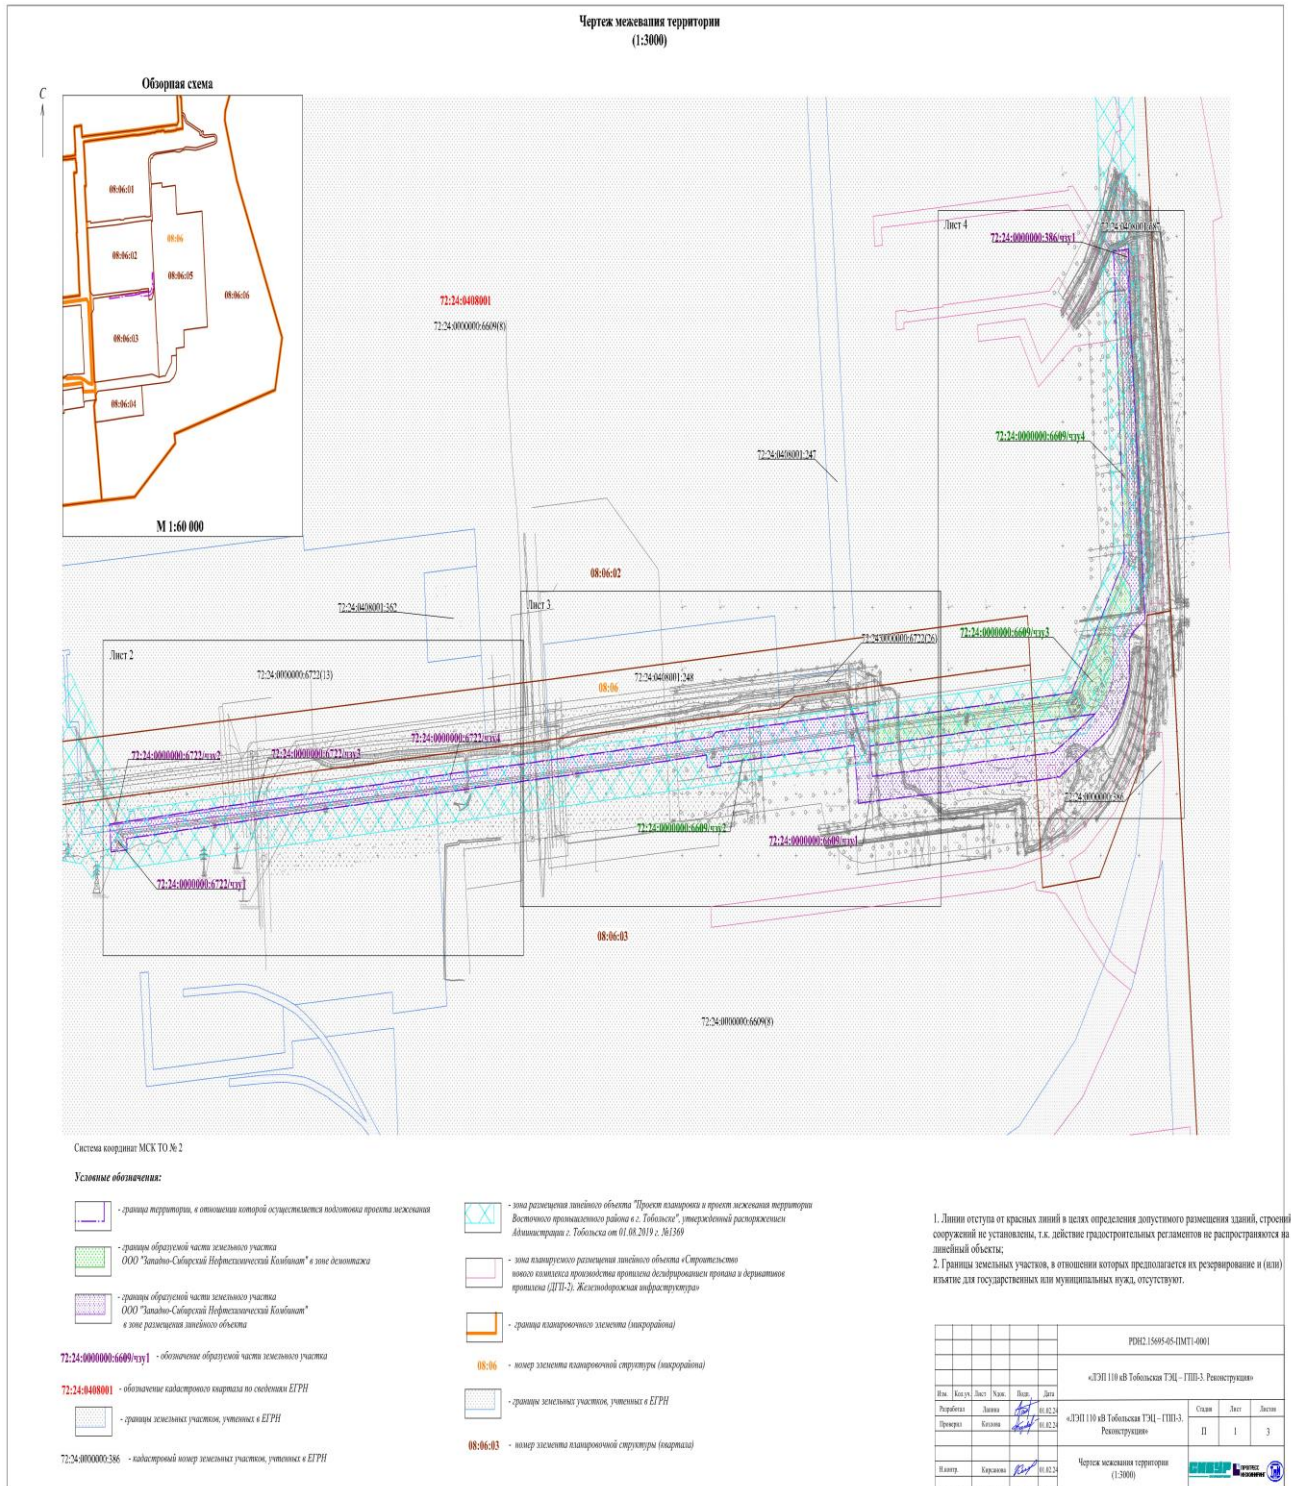 Чертеж межевания территории
(1:3000)
Обзорная схема
С
08:06:01
08:06
08:06:02
08:06:05
08:06:06
08:06:03
08:06:04
М 1:60 000
Лист 4
72:24:0000000:386/чзу1
72:24:0408001:687
72:24:0408001
72:24:0000000:6609(8)
72:24:0000000:6609/чзу4
72:24:0408001:247
08:06:02
Лист 3
72:24:0408001:362
72:24:0000000:6609/чзу3
72:24:0000000:6722(26)
Лист 2
72:24:0000000:6722(13)
72:24:0408001:248
08:06
72:24:0000000:6722/чзу4
72:24:0000000:6722/чзу2
72:24:0000000:6722/чзу3
72:24:0000000:386
72:24:0000000:6609/чзу2
72:24:0000000:6609/чзу1
72:24:0000000:6722/чзу1
08:06:03
72:24:0000000:6609(8)
Система координат МСК ТО № 2
Условные обозначения:
- граница территории, в отношении которой осуществляется подготовка проекта межевания
- границы образуемой части земельного участка
ООО "Западно-Сибирский Нефтехимический Комбинат" в зоне демонтажа
- границы образуемой части земельного участка
ООО "Западно-Сибирский Нефтехимический Комбинат"
в зоне размещения линейного объекта
72:24:0000000:6609/чзу1 - обозначение образуемой части земельного участка
72:24:0408001 - обозначение кадастрового квартала по сведениям ЕГРН
- границы земельных участков, учтенных в ЕГРН
72:24:0000000:386 - кадастровый номер земельных участков, учтенных в ЕГРН
- зона размещения линейного объекта "Проект планировки и проект межевания территории
Восточного промышленного района в г. Тобольске", утвержденный распоряжением
Администрации г. Тобольска от 01.08.2019 г. №1369
- зона планируемого размещения линейного объекта «Строительство
нового комплекса производства пропилена дегидрированием пропана и деривативов
пропилена (ДГП-2). Железнодорожная инфраструктура»
- граница планировочного элемента (микрорайона)
08:06 - номер элемента планировочной структуры (микрорайона)
- границы земельных участков, учтенных в ЕГРН
08:06:03 - номер элемента планировочной структуры (квартала)
1. Линии отступа от красных линий в целях определения допустимого размещения зданий, строений
сооружений не установлены, т.к. действие градостроительных регламентов не распространяются на
линейный объекты;
2. Границы земельных участков, в отношении которых предполагается их резервирование и (или)
изъятие для государственных или муниципальных нужд, отсутствуют.
PDH2.15695-05-ПМТ1-0001
«ЛЭП 110 кВ Тобольская ТЭЦ – ГПП-3. Реконструкция»
Изм. Кол.уч. Лист №док. Подп. Дата
Разработал Лапина 01.02.24
Проверил Козлова 01.02.24
«ЛЭП 110 кВ Тобольская ТЭЦ – ГПП-3.
Реконструкция»
Стадия Лист Листов
П 1 3
Н.контр. Кирсанова 01.02.24
Чертеж межевания территории
(1:3000)
СИБУР